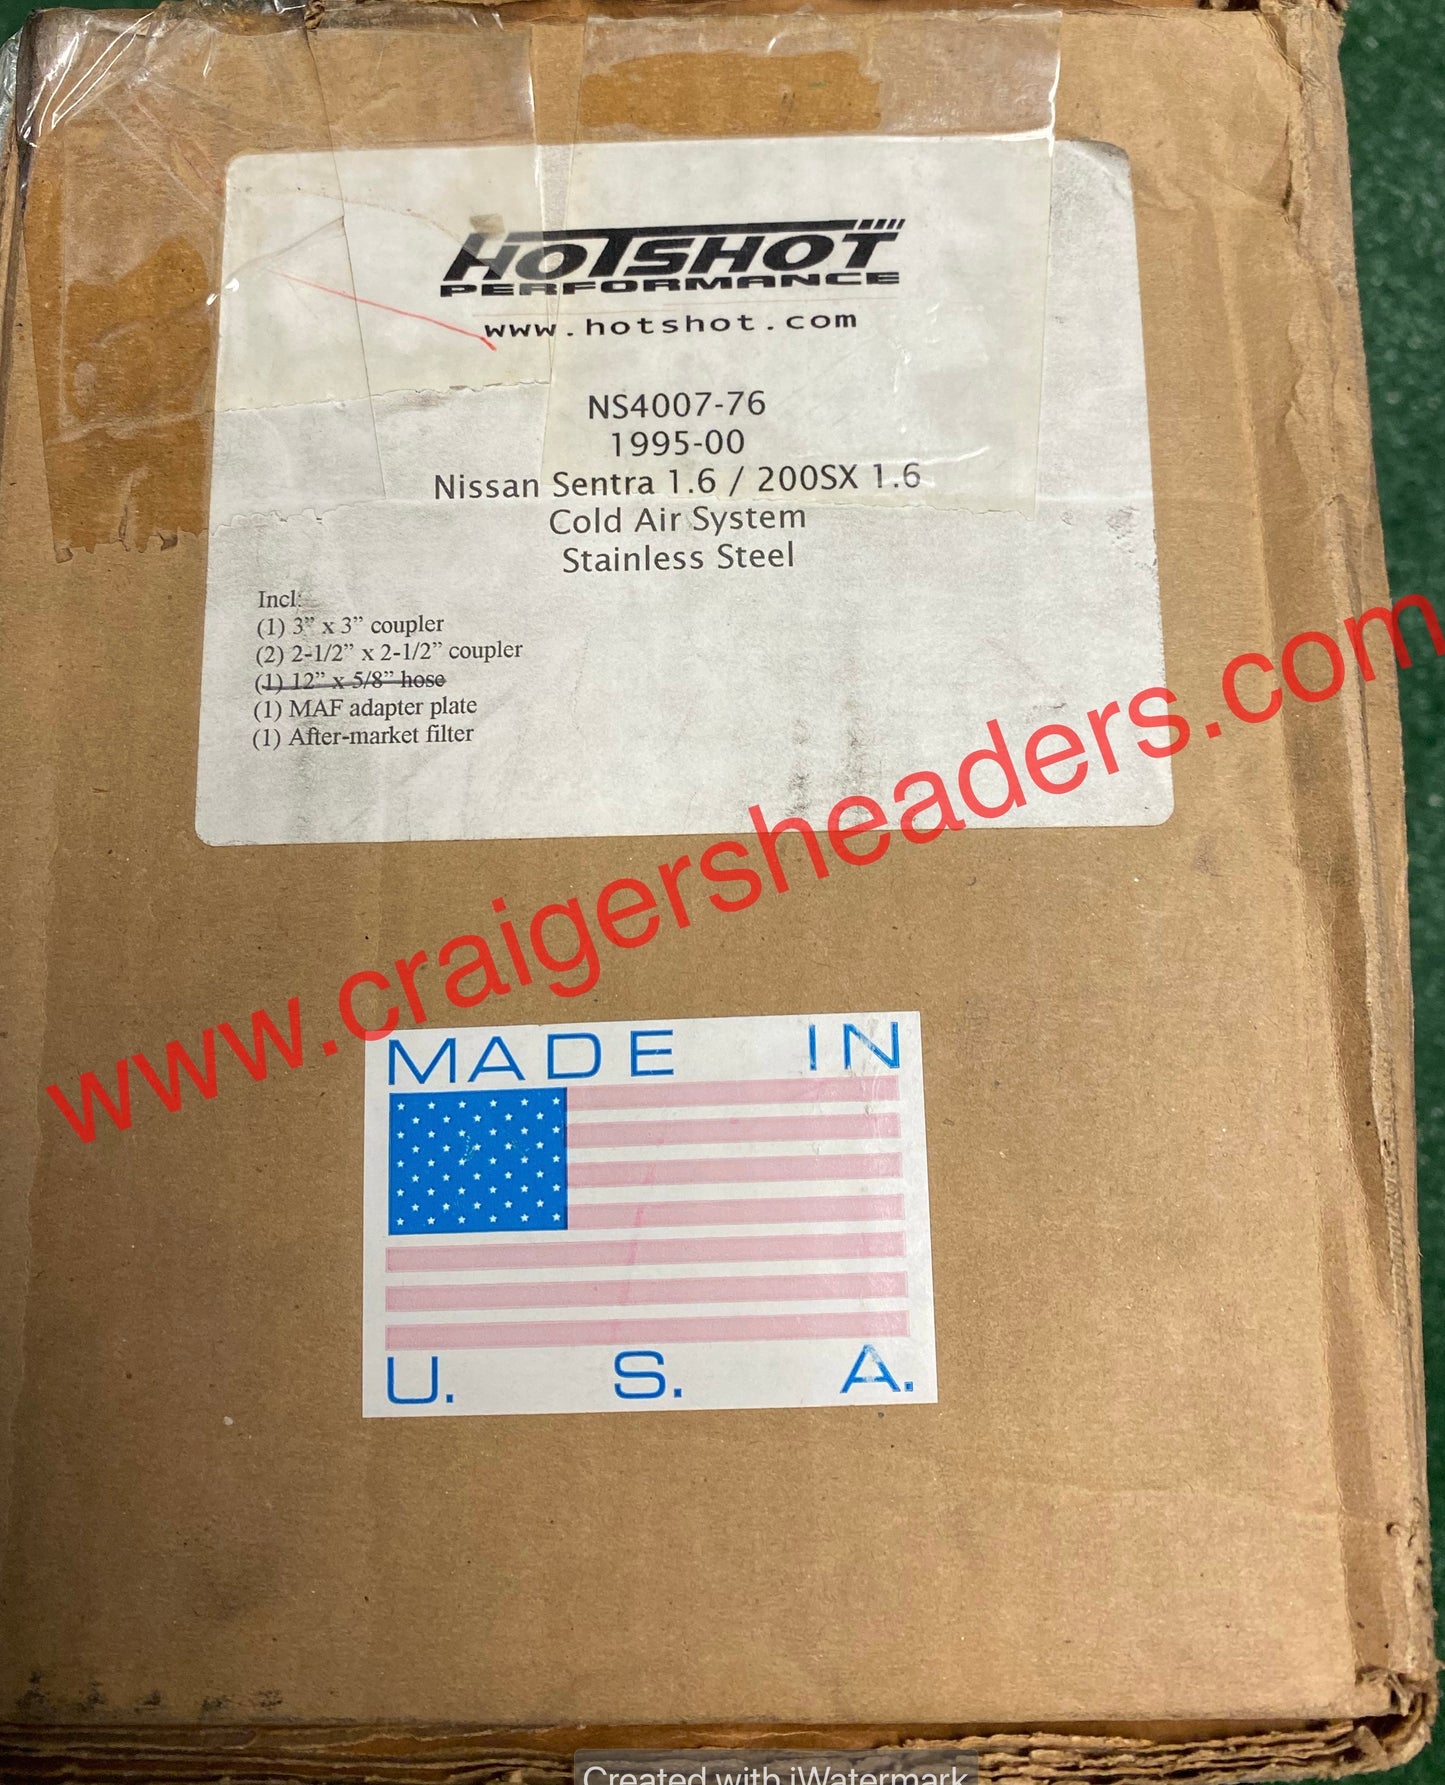 HOTSHOT
PERFORMANCE
www.hotshot.com
NS4007-76
1995-00
Nissan Sentra 1.6 / 200SX 1.6
Cold Air System
Stainless Steel
Incl:
(1) 3” x 3” coupler
(2) 2-1/2” x 2-1/2” coupler
(1) 12” x 5/8” hose
(1) MAF adapter plate
(1) After-market filter
www.craigersheaders.com
MADE IN
U. S. A.
Created with iWatermark